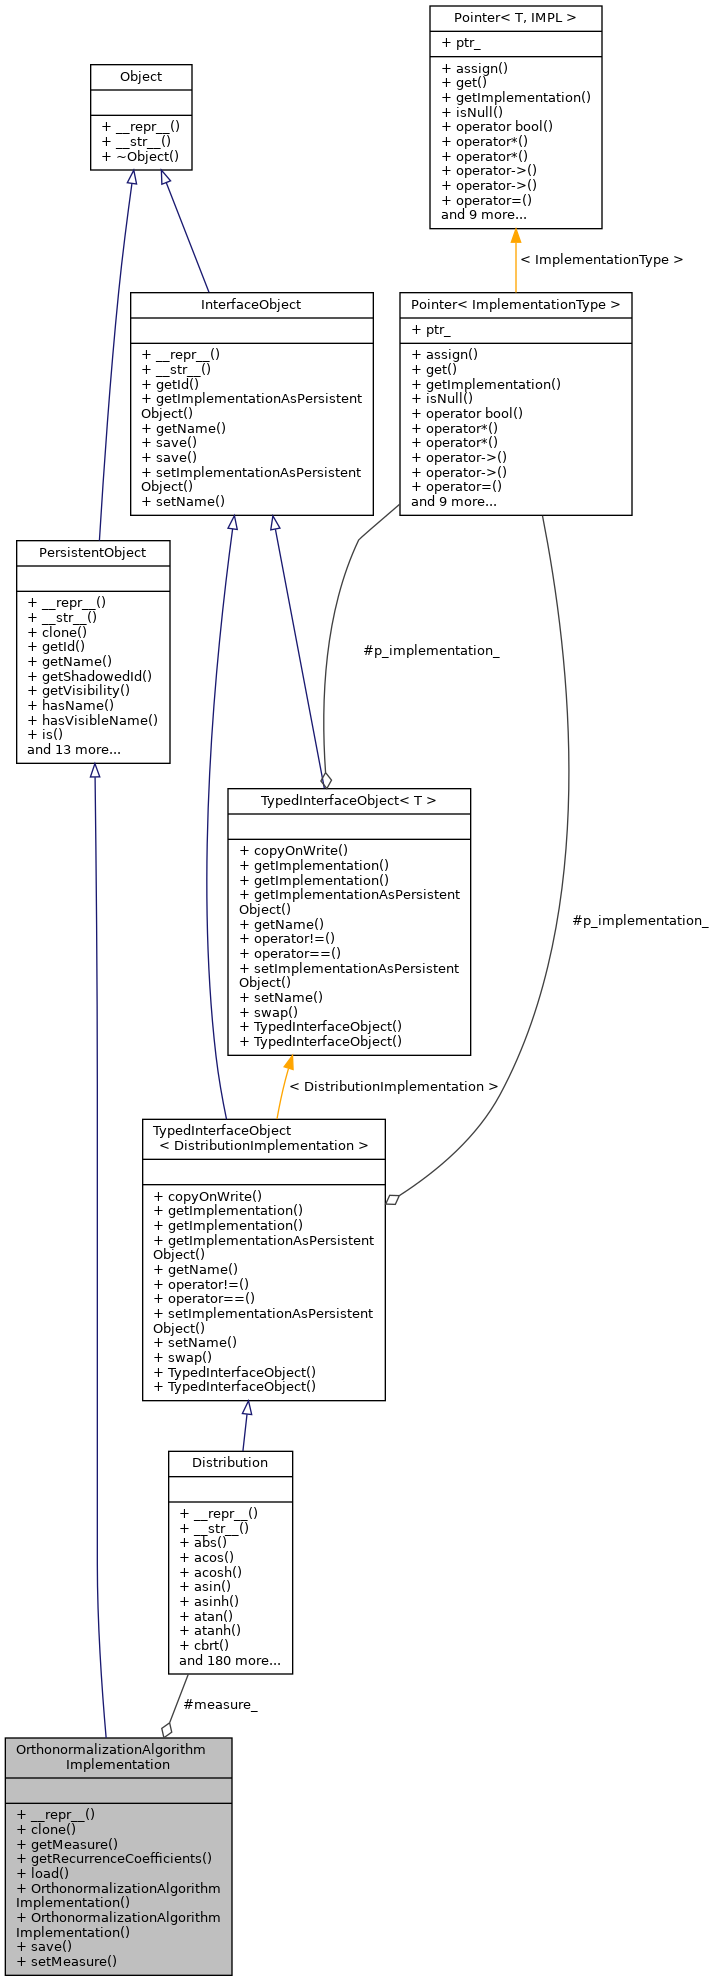 Pointer< T, IMPL >
+ ptr_
+ assign()
+ get()
+ getImplementation()
+ isNull()
+ operator bool()
+ operator*()
+ operator*()
+ operator->()
+ operator->()
+ operator=()
and 9 more...
Object
+ __repr__()
+ __str__()
+ ~Object()
< ImplementationType >
InterfaceObject
+ __repr__()
+ __str__()
+ getId()
+ getImplementationAsPersistent
Object()
+ getName()
+ save()
+ save()
+ setImplementationAsPersistent
Object()
+ setName()
Pointer< ImplementationType >
+ ptr_
+ assign()
+ get()
+ getImplementation()
+ isNull()
+ operator bool()
+ operator*()
+ operator*()
+ operator->()
+ operator->()
+ operator=()
and 9 more...
PersistentObject
+ __repr__()
+ __str__()
+ clone()
+ getId()
+ getName()
+ getShadowedId()
+ getVisibility()
+ hasName()
+ hasVisibleName()
+ is()
and 13 more...
#p_implementation_
TypedInterfaceObject< T >
+ copyOnWrite()
+ getImplementation()
+ getImplementation()
+ getImplementationAsPersistent
Object()
+ getName()
+ operator!=()
+ operator==()
+ setImplementationAsPersistent
Object()
+ setName()
+ swap()
+ TypedInterfaceObject()
+ TypedInterfaceObject()
#p_implementation_
< DistributionImplementation >
TypedInterfaceObject
< DistributionImplementation >
+ copyOnWrite()
+ getImplementation()
+ getImplementation()
+ getImplementationAsPersistent
Object()
+ getName()
+ operator!=()
+ operator==()
+ setImplementationAsPersistent
Object()
+ setName()
+ swap()
+ TypedInterfaceObject()
+ TypedInterfaceObject()
Distribution
+ __repr__()
+ __str__()
+ abs()
+ acos()
+ acosh()
+ asin()
+ asinh()
+ atan()
+ atanh()
+ cbrt()
and 180 more...
#measure_
OrthonormalizationAlgorithm
Implementation
+ __repr__()
+ clone()
+ getMeasure()
+ getRecurrenceCoefficients()
+ load()
+ OrthonormalizationAlgorithm
Implementation()
+ OrthonormalizationAlgorithm
Implementation()
+ save()
+ setMeasure()